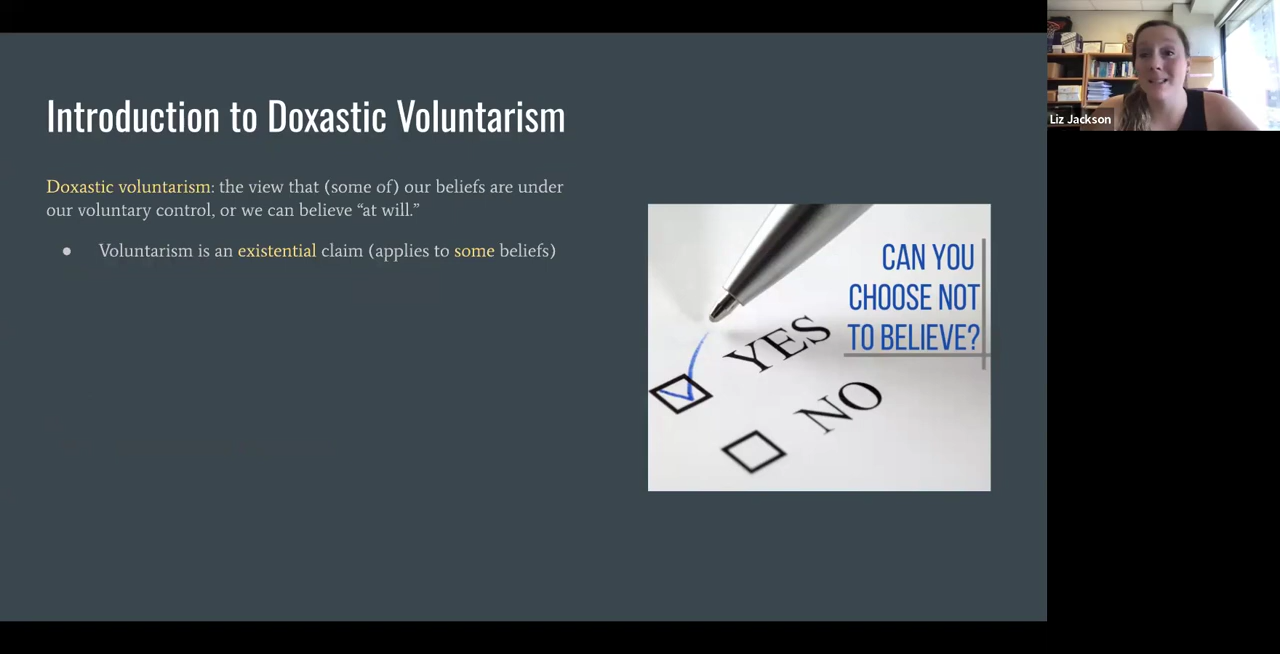 Introduction to Doxastic Voluntarism
Doxastic voluntarism: the view that (some of) our beliefs are under
our voluntary control, or we can believe “at will.”
● Voluntarism is an existential claim (applies to some beliefs)
CAN YOU
CHOOSE NOT
TO BELIEVE?
YES
NO
Liz Jackson